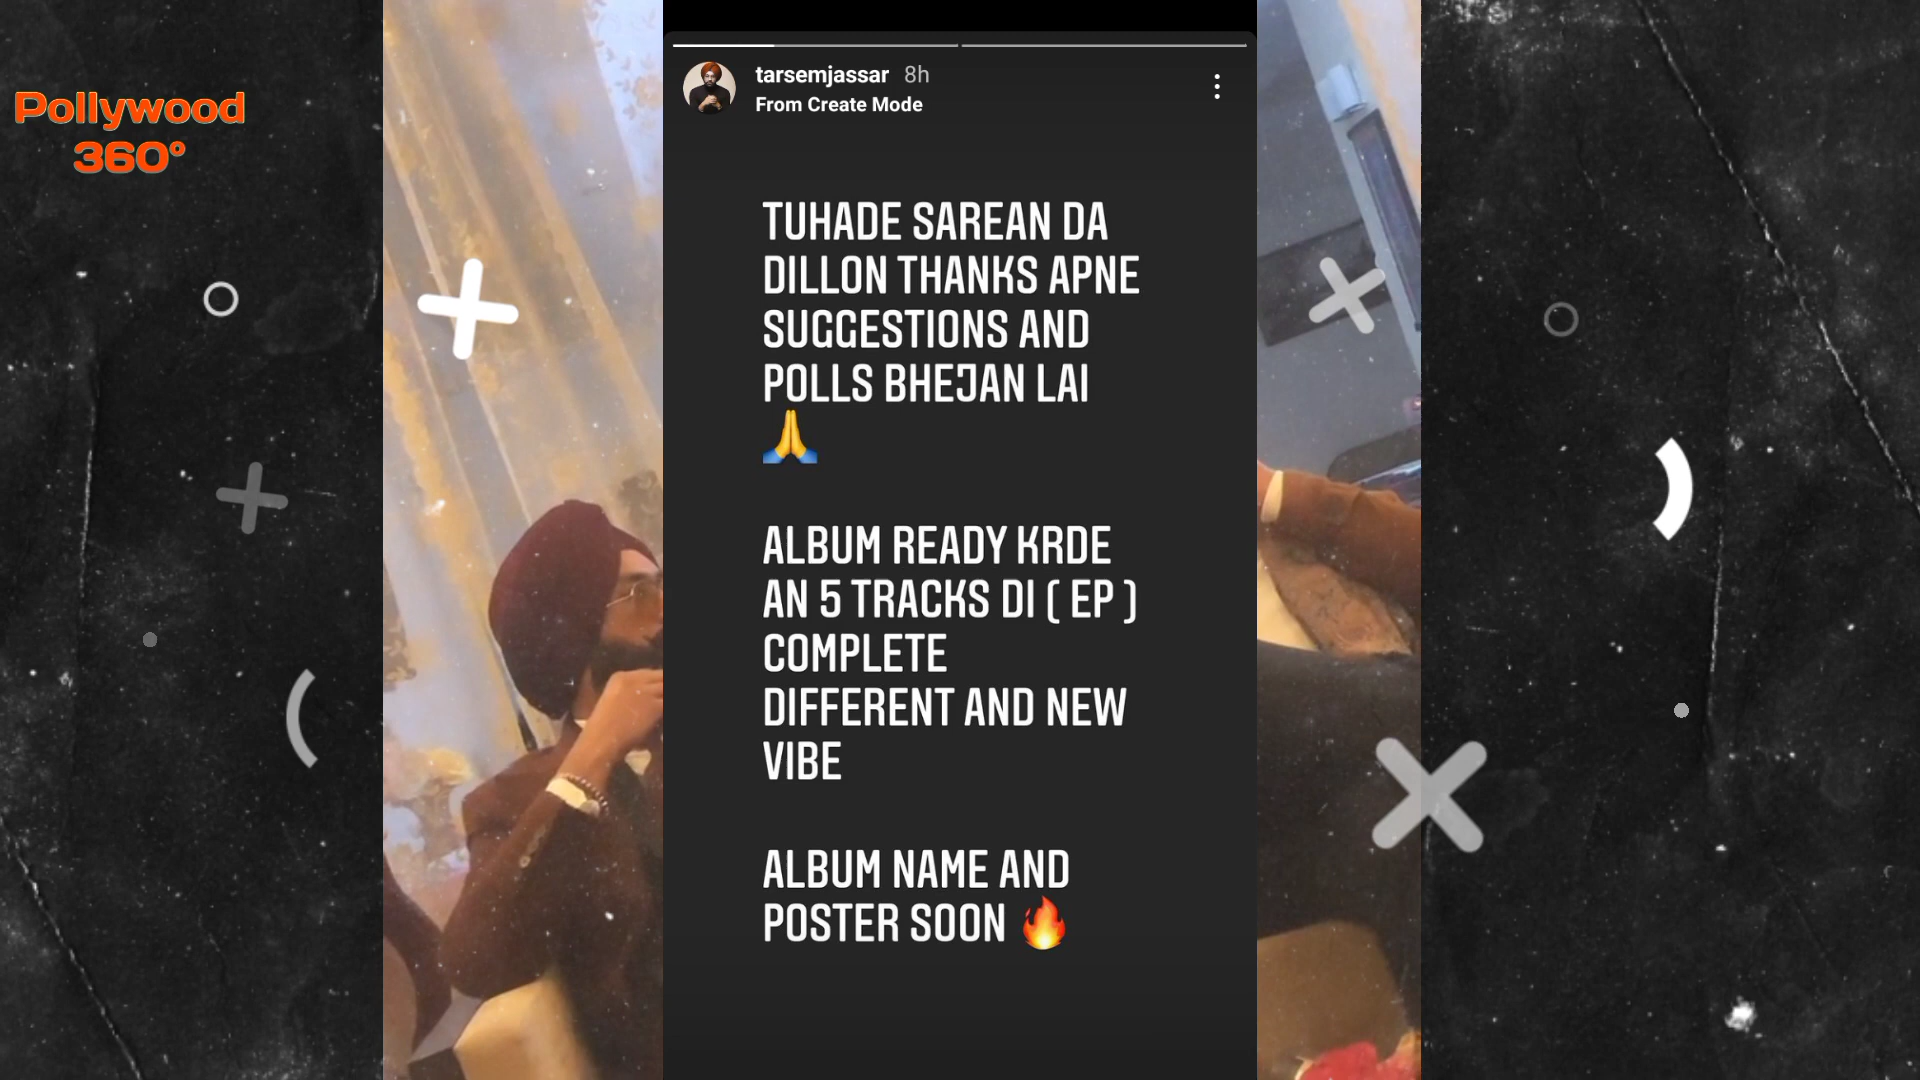 Pollywood
360°
tarsemjassar 8h
From Create Mode
TUHADE SAREAN DA
DILLON THANKS APNE
SUGGESTIONS AND
POLLS BHEJAN LAI
🙏
ALBUM READY KRDE
AN 5 TRACKS DI ( EP )
COMPLETE
DIFFERENT AND NEW
VIBE
ALBUM NAME AND
POSTER SOON 🔥